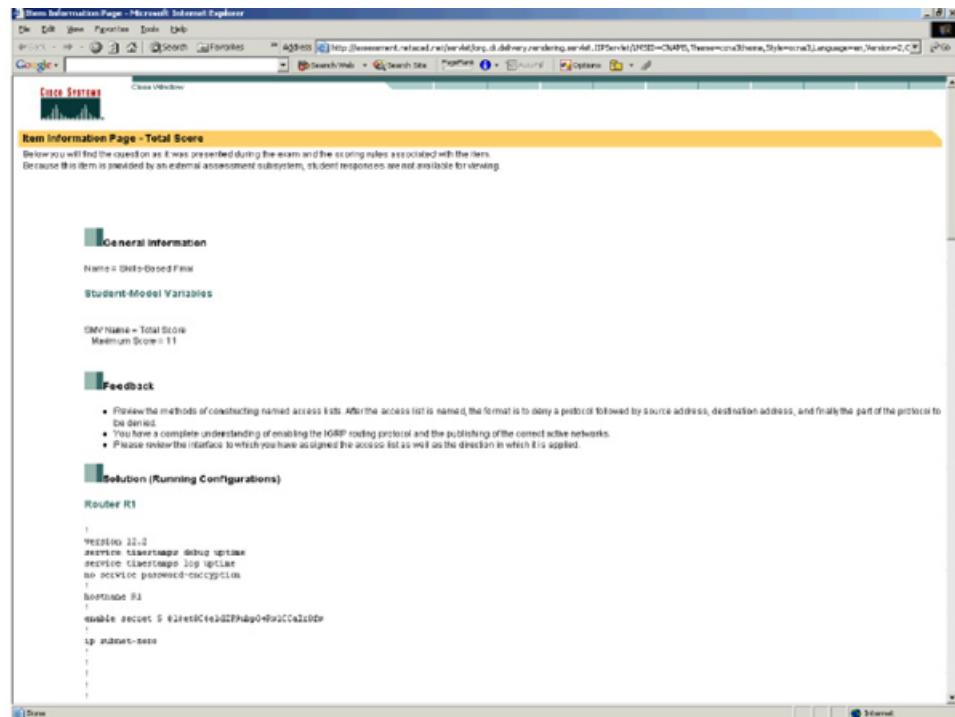 Item Information Page - Microsoft Internet Explorer
File Edit View Favorites Tools Help
Back Search Favorites Address
Google Search Web Search Site PageRank Options
CISCO SYSTEMS
Cisco Window
Item Information Page - Total Score
Below you will find the question as it was presented during the exam and the scoring rules associated with the item.
Because this item is provided by an external assessment subsystem, student responses are not available for viewing.
General Information
Name = Skills-Based Final
Student-Model Variables
SMV Name = Total Score
Maximum Score = 11
Feedback
Review the methods of constructing named access lists. After the access list is named, the format is to deny a protocol followed by source address, destination address, and finally the part of the protocol to
be denied.
You have a complete understanding of enabling the IGRP routing protocol and the publishing of the correct active networks.
Please review the interface to which you have assigned the access list as well as the direction in which it is applied.
Solution (Running Configurations)
Router R1
!
version 12.2
service timestamps debug uptime
service timestamps log uptime
no service password-encryption
!
hostname R1
!
enable secret 5
!
ip subnet-zero
!
!
!
!
!
Done Internet